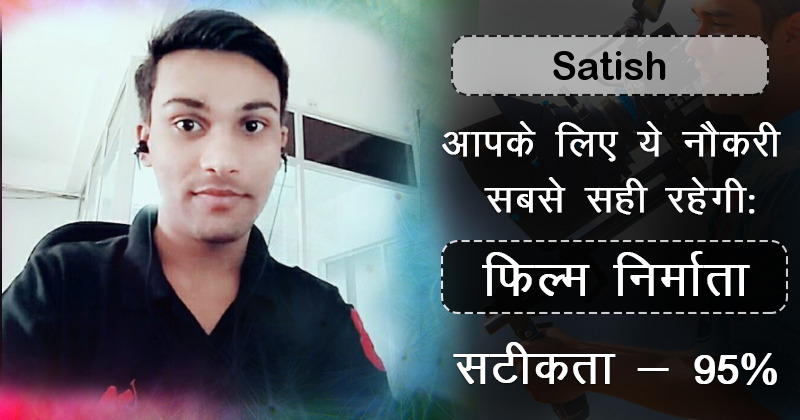 Satish
आपके लिए ये नौकरी
सबसे सही रहेगी:
फिल्म निर्माता
सटीकता – 95%